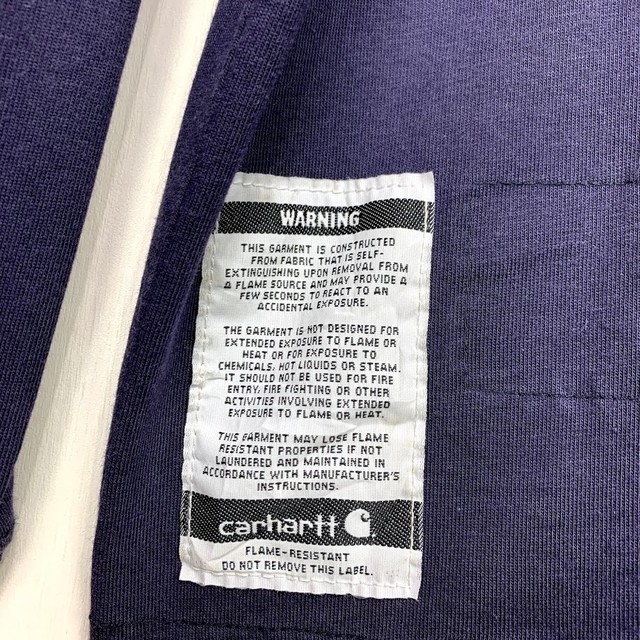 WARNING
THIS GARMENT IS CONSTRUCTED
FROM FABRIC THAT IS SELF-
EXTINGUISHING UPON REMOVAL FROM
A FLAME SOURCE AND MAY PROVIDE A
FEW SECONDS TO REACT TO AN
ACCIDENTAL EXPOSURE.
THE GARMENT IS NOT DESIGNED FOR
EXTENDED EXPOSURE TO FLAME OR
HEAT OR FOR EXPOSURE TO
CHEMICALS, HOT LIQUIDS OR STEAM.
IT SHOULD NOT BE USED FOR FIRE
ENTRY, FIRE FIGHTING OR OTHER
ACTIVITIES INVOLVING EXTENDED
EXPOSURE TO FLAME OR HEAT.
THIS GARMENT MAY LOSE FLAME
RESISTANT PROPERTIES IF NOT
LAUNDERED AND MAINTAINED IN
ACCORDANCE WITH MANUFACTURER'S
INSTRUCTIONS.
carhartt
FLAME-RESISTANT
DO NOT REMOVE THIS LABEL.